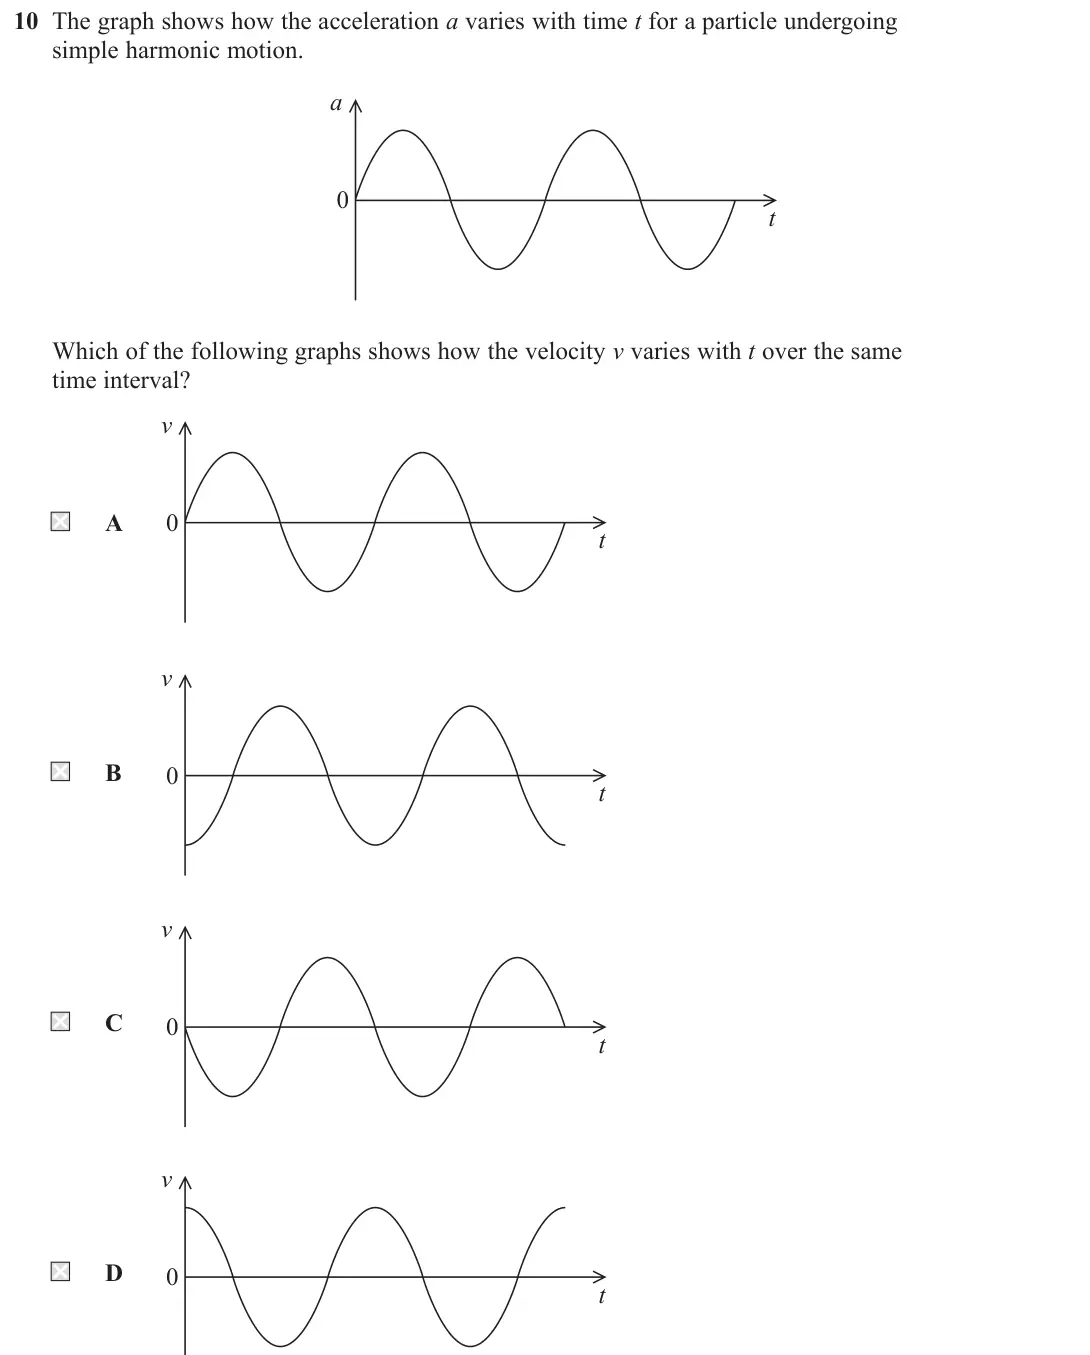 10 The graph shows how the acceleration a varies with time t for a particle undergoing
simple harmonic motion.
a
0
t
Which of the following graphs shows how the velocity v varies with t over the same
time interval?
v
A 0
t
v
B 0
t
v
C 0
t
v
D 0
t